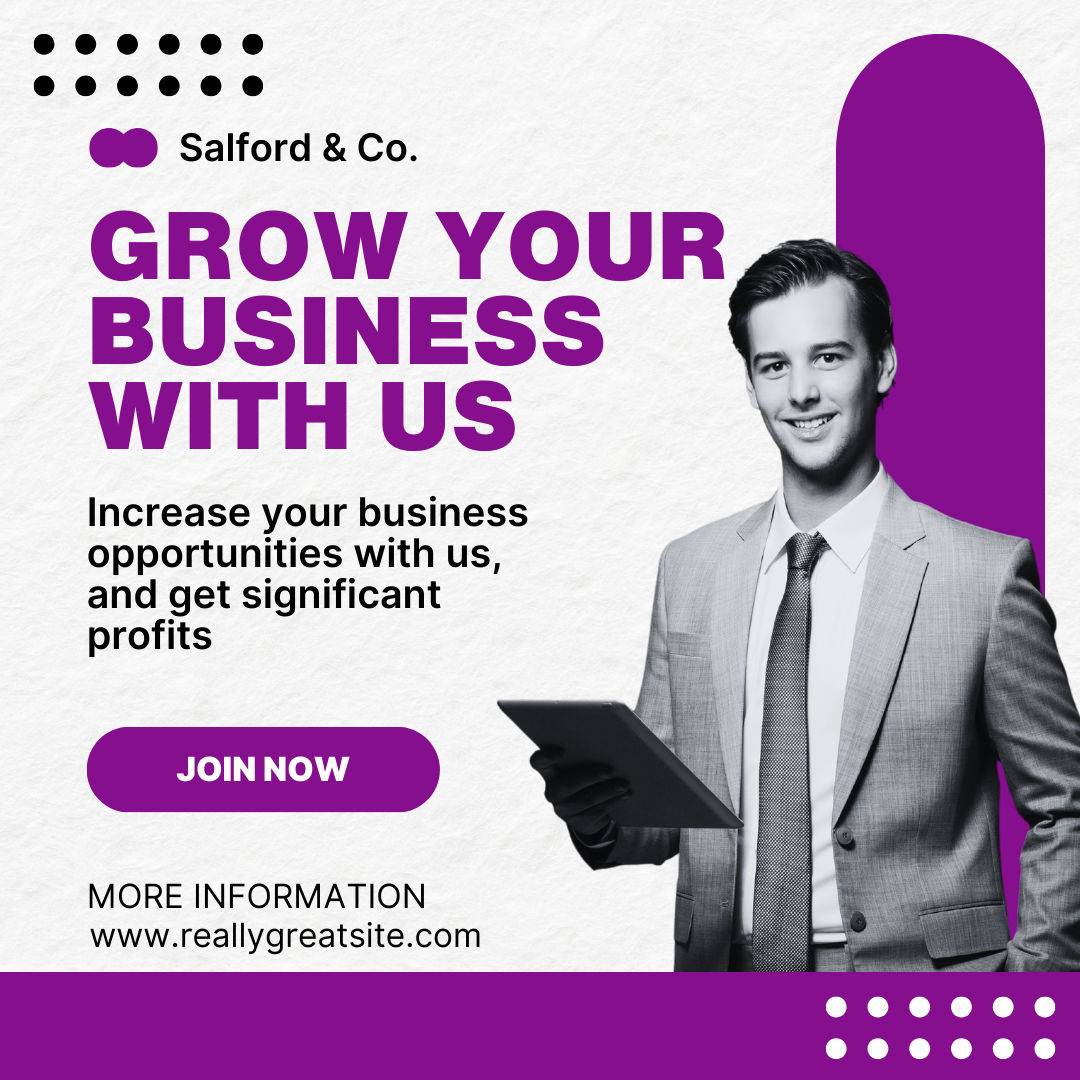 Salford & Co.
GROW YOUR
BUSINESS
WITH US
Increase your business
opportunities with us,
and get significant
profits
JOIN NOW
MORE INFORMATION
www.reallygreatsite.com